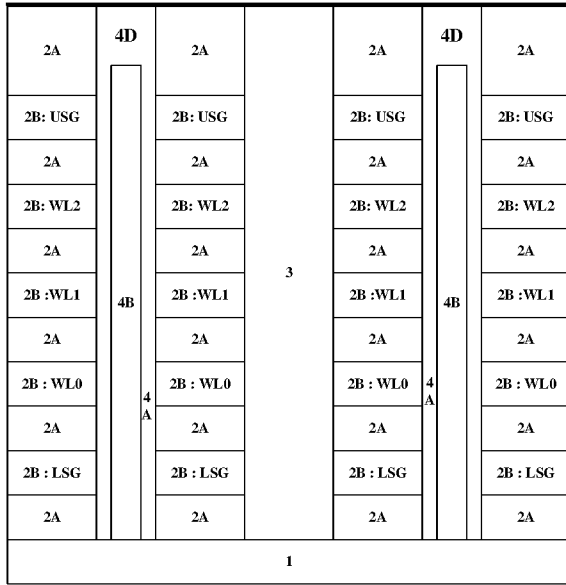 2A 4D 2A 2A 4D 2A
2B: USG 2B: USG 2B: USG 2B: USG
2A 2A 2A 2A
2B: WL2 2B: WL2 2B: WL2 2B: WL2
2A 2A 2A 2A
3
2B :WL1 4B 2B :WL1 2B :WL1 4B 2B :WL1
2A 2A 2A 2A
2B : WL0 2B : WL0 2B : WL0 2B : WL0
4 A 4 A
2A 2A 2A 2A
2B : LSG 2B : LSG 2B : LSG 2B : LSG
2A 2A 2A 2A
1